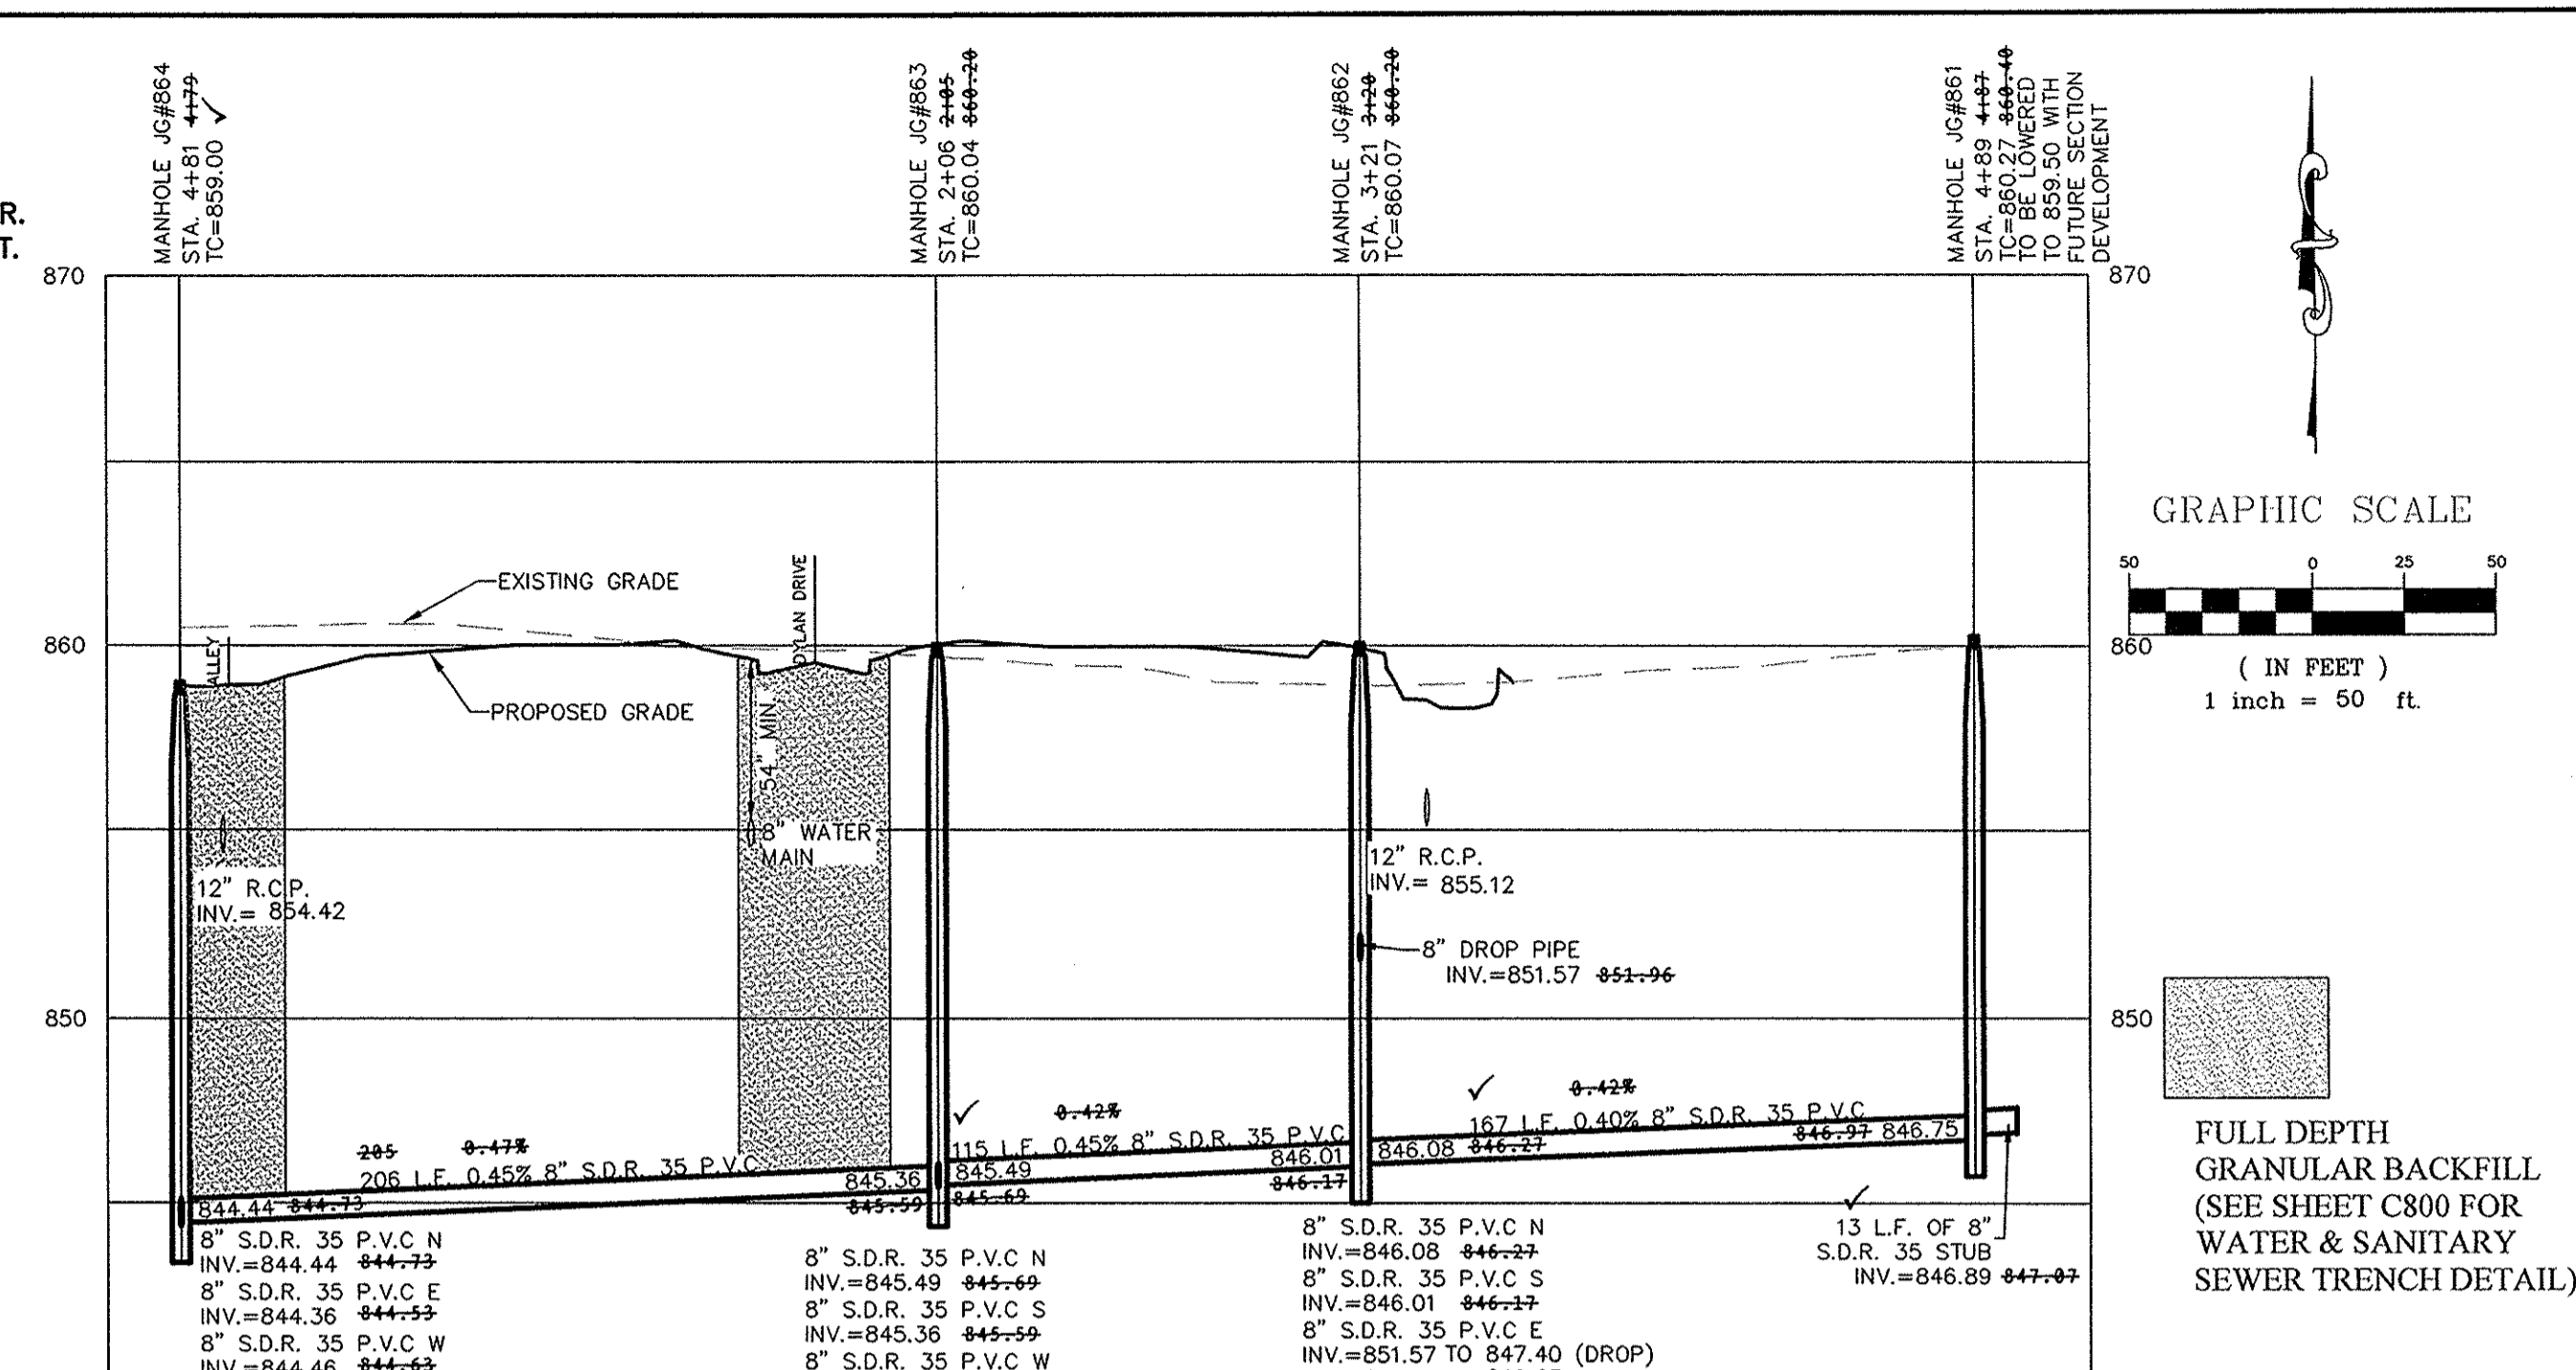 R.
T.
MANHOLE JG#864
STA. 4+81 4+79
TC=859.00
MANHOLE JG#863
STA. 2+06 2+05
TC=860.04 860.20
MANHOLE JG#862
STA. 3+21 3+20
TC=860.07 860.20
MANHOLE JG#861
STA. 4+89 4+87
TC=860.27 860.40
TO BE LOWERED
TO 859.50 WITH
FUTURE SECTION
DEVELOPMENT
870
870
GRAPHIC SCALE
50 0 25 50
( IN FEET )
1 inch = 50 ft.
EXISTING GRADE
DYLAN DRIVE
860
ALLEY
860
PROPOSED GRADE
54" MIN.
8" WATER
MAIN
12" R.C.P.
INV.= 854.42
12" R.C.P.
INV.= 855.12
8" DROP PIPE
INV.=851.57 851.96
850
850
FULL DEPTH
GRANULAR BACKFILL
(SEE SHEET C800 FOR
WATER & SANITARY
SEWER TRENCH DETAIL)
205 0.47%
206 L.F. 0.45% 8" S.D.R. 35 P.V.C
844.44 844.73
845.36
845.59
0.42%
115 L.F. 0.45% 8" S.D.R. 35 P.V.C
845.49
845.69
846.01
846.17
0.42%
167 L.F. 0.40% 8" S.D.R. 35 P.V.C
846.08 846.27
846.97 846.75
8" S.D.R. 35 P.V.C N
INV.=844.44 844.73
8" S.D.R. 35 P.V.C E
INV.=844.36 844.53
8" S.D.R. 35 P.V.C W
INV.=844.46 844.63
8" S.D.R. 35 P.V.C N
INV.=845.49 845.69
8" S.D.R. 35 P.V.C S
INV.=845.36 845.59
8" S.D.R. 35 P.V.C W
8" S.D.R. 35 P.V.C N
INV.=846.08 846.27
8" S.D.R. 35 P.V.C S
INV.=846.01 846.17
8" S.D.R. 35 P.V.C E
INV.=851.57 TO 847.40 (DROP)
13 L.F. OF 8"
S.D.R. 35 STUB
INV.=846.89 847.07